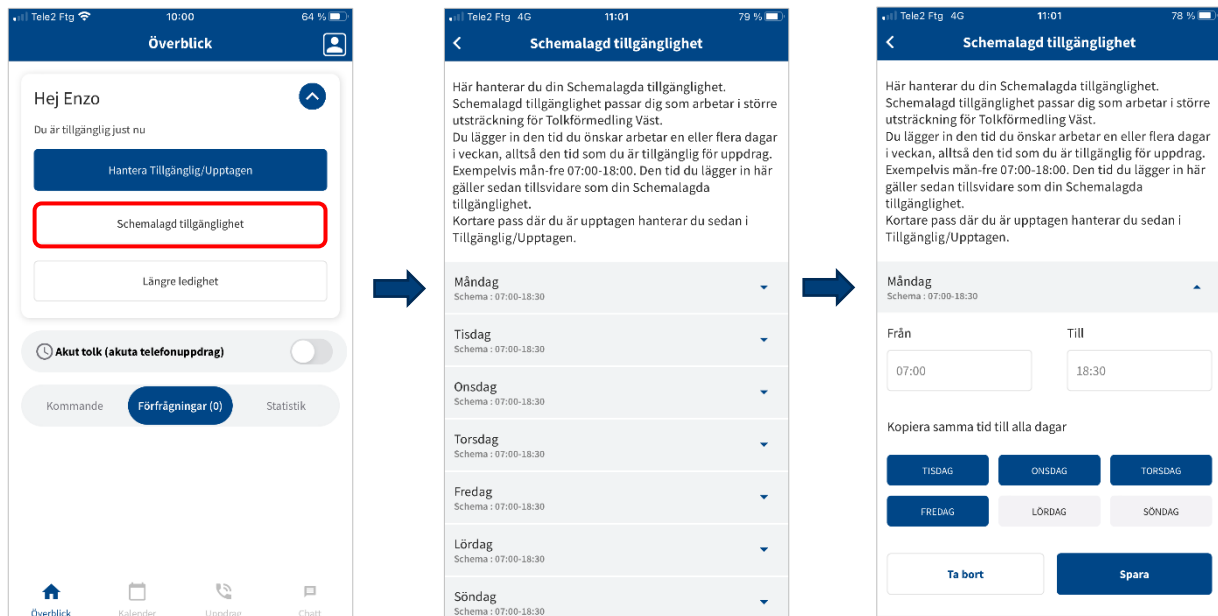 Tele2 Ftg 10:00 64 %
Överblick
Hej Enzo
Du är tillgänglig just nu
Hantera Tillgänglig/Upptagen
Schemalagd tillgänglighet
Längre ledighet
Akut tolk (akuta telefonuppdrag)
Kommande Förfrågningar (0) Statistik
Överblick Kalender Uppdrag Chatt
Tele2 Ftg 4G 11:01 79 %
Schemalagd tillgänglighet
Här hanterar du din Schemalagda tillgänglighet.
Schemalagd tillgänglighet passar dig som arbetar i större
utsträckning för Tolkförmedling Väst.
Du lägger in den tid du önskar arbetar en eller flera dagar
i veckan, alltså den tid som du är tillgänglig för uppdrag.
Exempelvis mån-fre 07:00-18:00. Den tid du lägger in här
gäller sedan tillsvidare som din Schemalagda
tillgänglighet.
Kortare pass där du är upptagen hanterar du sedan i
Tillgänglig/Upptagen.
Måndag
Schema : 07:00-18:30
Tisdag
Schema : 07:00-18:30
Onsdag
Schema : 07:00-18:30
Torsdag
Schema : 07:00-18:30
Fredag
Schema : 07:00-18:30
Lördag
Schema : 07:00-18:30
Söndag
Schema : 07:00-18:30
Tele2 Ftg 4G 11:01 78 %
Schemalagd tillgänglighet
Här hanterar du din Schemalagda tillgänglighet.
Schemalagd tillgänglighet passar dig som arbetar i större
utsträckning för Tolkförmedling Väst.
Du lägger in den tid du önskar arbetar en eller flera dagar
i veckan, alltså den tid som du är tillgänglig för uppdrag.
Exempelvis mån-fre 07:00-18:00. Den tid du lägger in här
gäller sedan tillsvidare som din Schemalagda
tillgänglighet.
Kortare pass där du är upptagen hanterar du sedan i
Tillgänglig/Upptagen.
Måndag
Schema : 07:00-18:30
Från Till
07:00 18:30
Kopiera samma tid till alla dagar
TISDAG ONSDAG TORSDAG
FREDAG LÖRDAG SÖNDAG
Ta bort Spara